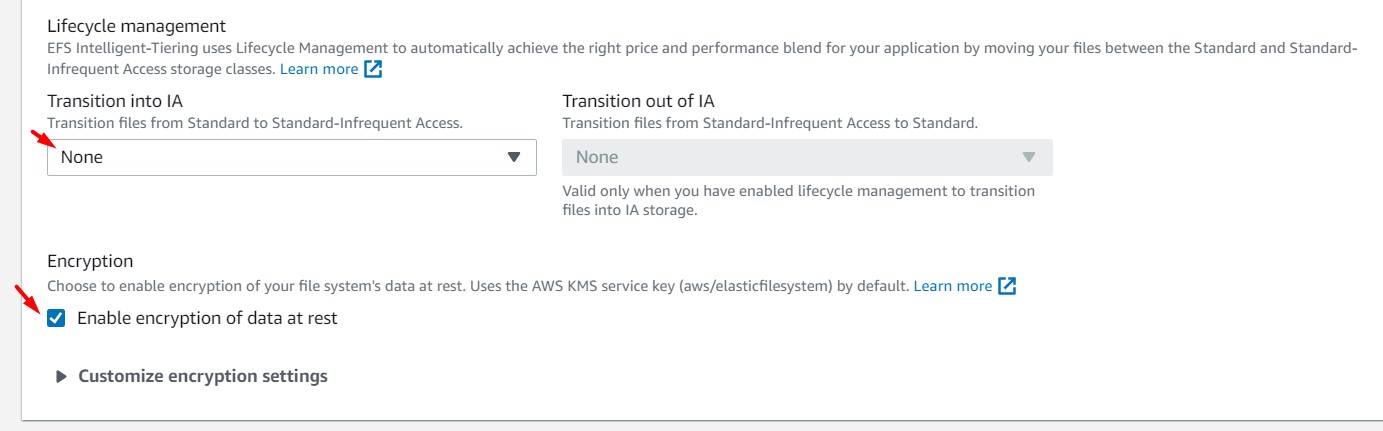 Lifecycle management
EFS Intelligent-Tiering uses Lifecycle Management to automatically achieve the right price and performance blend for your application by moving your files between the Standard and Standard-
Infrequent Access storage classes. Learn more
Transition into IA
Transition files from Standard to Standard-Infrequent Access.
None
Transition out of IA
Transition files from Standard-Infrequent Access to Standard.
None
Valid only when you have enabled lifecycle management to transition
files into IA storage.
Encryption
Choose to enable encryption of your file system's data at rest. Uses the AWS KMS service key (aws/elasticfilesystem) by default. Learn more
Enable encryption of data at rest
Customize encryption settings